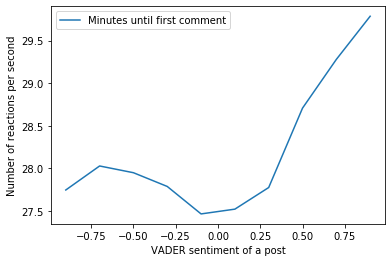 Minutes until first comment
Number of reactions per second
29.5
29.0
28.5
28.0
27.5
−0.75 −0.50 −0.25 0.00 0.25 0.50 0.75
VADER sentiment of a post